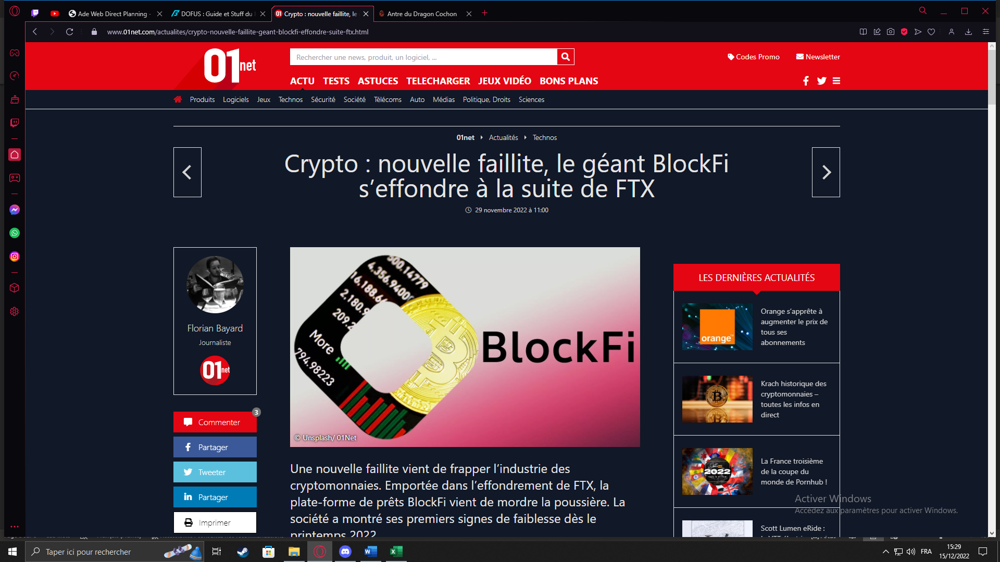 Ade Web Direct Planning -
DOFUS : Guide et Stuff du
Crypto : nouvelle faillite, le
Antre du Dragon Cochon
www.01net.com/actualites/crypto-nouvelle-faillite-geant-blockfi-effondre-suite-ftx.html
01net
Rechercher une news, produit, un logiciel, ...
Codes Promo
Newsletter
ACTU TESTS ASTUCES TELECHARGER JEUX VIDÉO BONS PLANS
Produits Logiciels Jeux Technos Sécurité Société Télécoms Auto Médias Politique, Droits Sciences
01net Actualités Technos
Crypto : nouvelle faillite, le géant BlockFi
s’effondre à la suite de FTX
29 novembre 2022 à 11:00
Florian Bayard
Journaliste
01net
3
Commenter
Partager
Tweeter
Partager
Imprimer
500.14779
4,356.94000
16,188.6
2,180.9
209.2
More
794.98223
BlockFi
© Unsplash/ 01Net
Une nouvelle faillite vient de frapper l’industrie des
cryptomonnaies. Emportée dans l’effondrement de FTX, la
plate-forme de prêts BlockFi vient de mordre la poussière. La
société a montré ses premiers signes de faiblesse dès le
printemps 2022
LES DERNIÈRES ACTUALITÉS
orange™
Orange s’apprête à
augmenter le prix de
tous ses
abonnements
Krach historique des
cryptomonnaies –
toutes les infos en
direct
2022
La France troisième
de la coupe du
monde de Pornhub !
Scott Lumen eRide :
Activer Windows
Accédez aux paramètres pour activer Windows.
Taper ici pour rechercher
FRA
15:29
15/12/2022